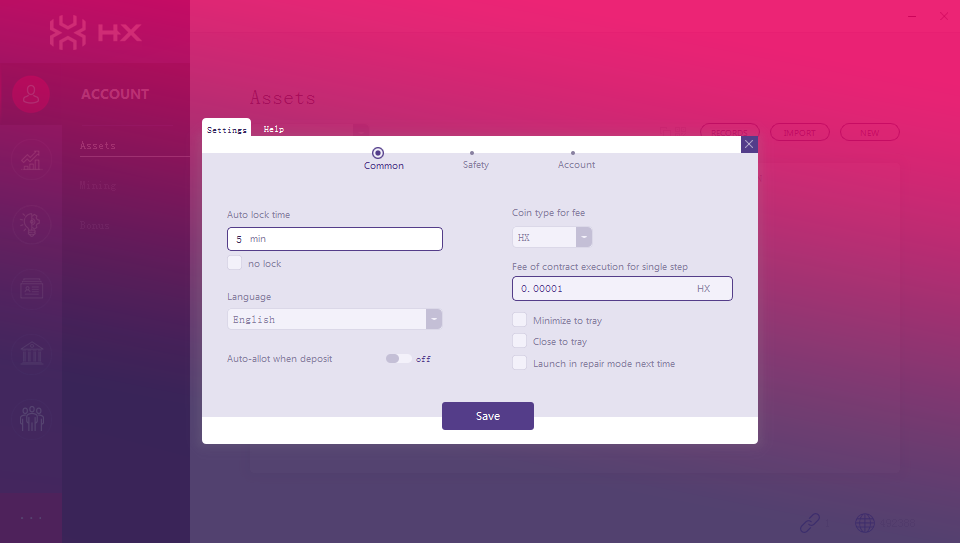 HX
ACCOUNT
Assets
Mining
Bonus
Assets
RECORDS
IMPORT
NEW
Settings
Help
Common
Safety
Account
Auto lock time
5 min
no lock
Language
English
Auto-allot when deposit
off
Coin type for fee
HX
Fee of contract execution for single step
0.00001 HX
Minimize to tray
Close to tray
Launch in repair mode next time
Save